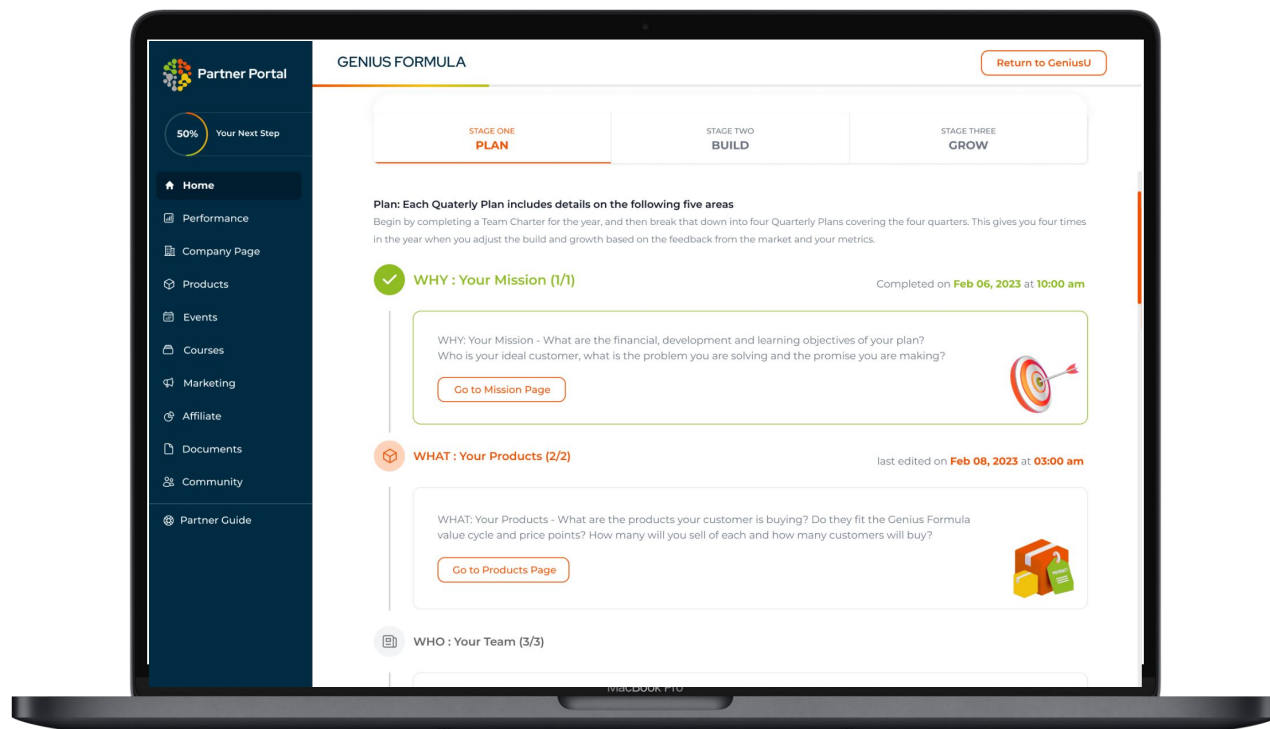 Partner Portal
GENIUS FORMULA
Return to GeniusU
50%
Your Next Step
Home
Performance
Company Page
Products
Events
Courses
Marketing
Affiliate
Documents
Community
Partner Guide
STAGE ONE
PLAN
STAGE TWO
BUILD
STAGE THREE
GROW
Plan: Each Quaterly Plan includes details on the following five areas
Begin by completing a Team Charter for the year, and then break that down into four Quarterly Plans covering the four quarters. This gives you four times
in the year when you adjust the build and growth based on the feedback from the market and your metrics.
WHY : Your Mission (1/1)
Completed on Feb 06, 2023 at 10:00 am
WHY: Your Mission - What are the financial, development and learning objectives of your plan?
Who is your ideal customer, what is the problem you are solving and the promise you are making?
Go to Mission Page
WHAT : Your Products (2/2)
last edited on Feb 08, 2023 at 03:00 am
WHAT: Your Products - What are the products your customer is buying? Do they fit the Genius Formula
value cycle and price points? How many will you sell of each and how many customers will buy?
Go to Products Page
WHO : Your Team (3/3)
MacBook Pro